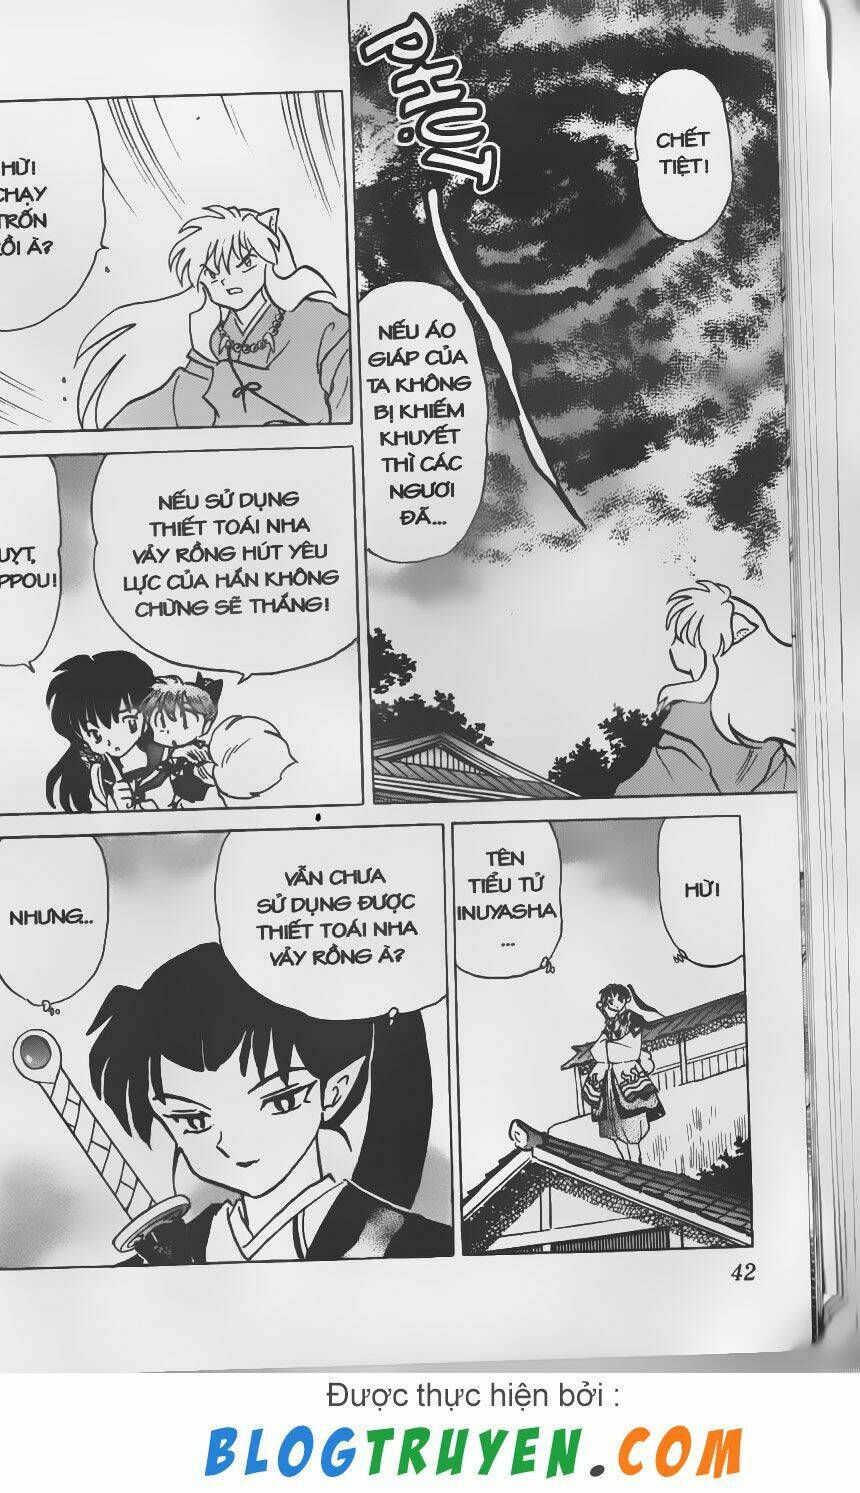 PHỤT
CHẾT
TIỆT!
NẾU ÁO
GIÁP CỦA
TA KHÔNG
BỊ KHIẾM
KHUYẾT
THÌ CÁC
NGƯƠI
ĐÃ...
HỪ!
CHẠY
TRỐN
RỒI À?
NẾU SỬ DỤNG
THIẾT TOÁI NHA
VẢY RỒNG HÚT YÊU
LỰC CỦA HẮN KHÔNG
CHỪNG SẼ THẮNG!
UỴT,
PPOU!
HỪ!
TÊN
TIỂU TỬ
INUYASHA
...
VẪN CHƯA
SỬ DỤNG ĐƯỢC
THIẾT TOÁI NHA
VẢY RỒNG À?
NHƯNG...
42
Được thực hiện bởi :
BLOGTRUYEN.COM